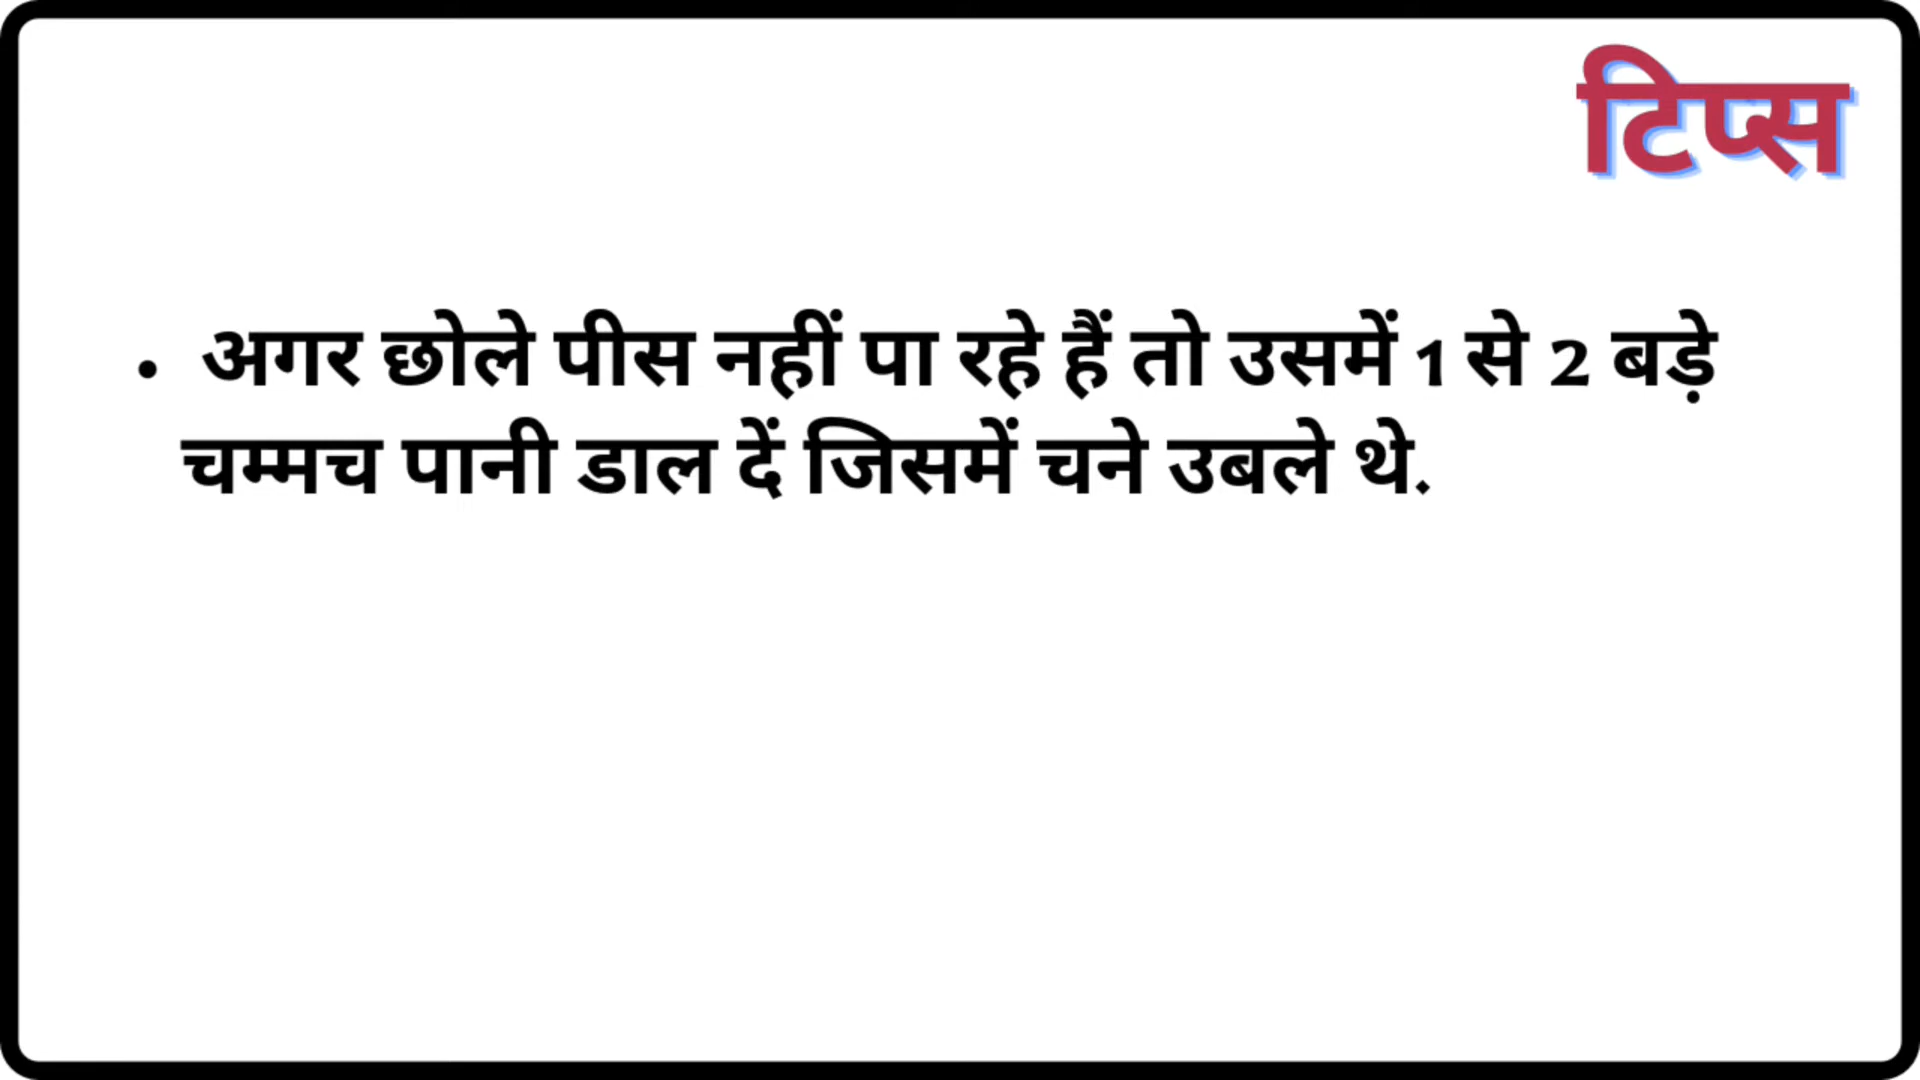 टिप्स
• अगर छोले पीस नहीं पा रहे हैं तो उसमें 1 से 2 बड़े
चम्मच पानी डाल दें जिसमें चने उबले थे.